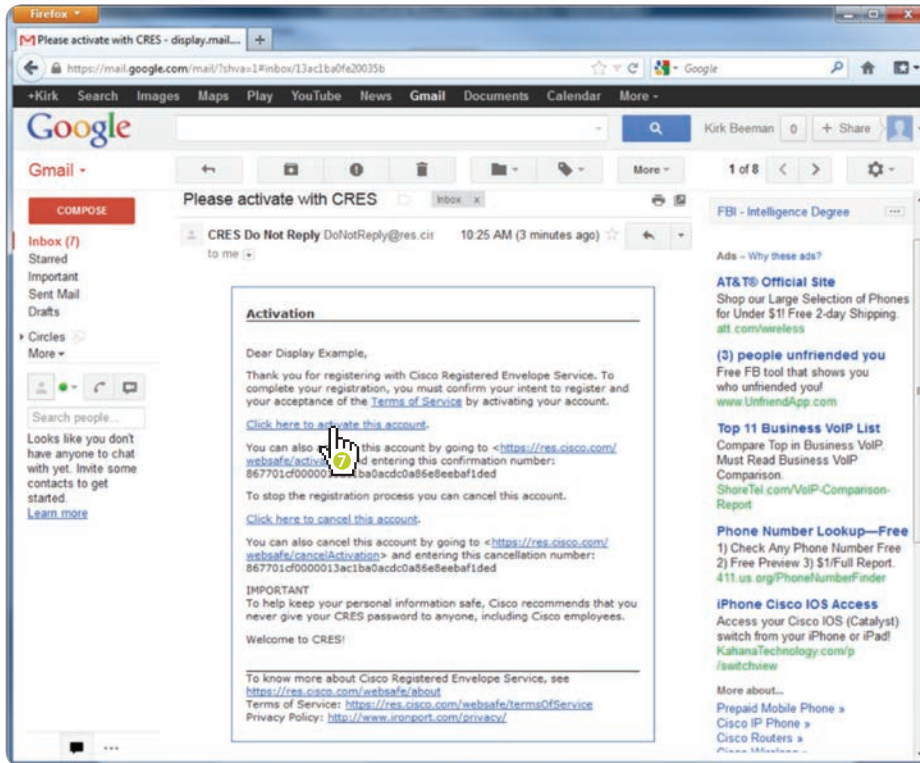 Firefox
Please activate with CRES - display.mail....
+
https://mail.google.com/mail/?shva=1#inbox/13ac1ba0fe20035b
Google
+Kirk Search Images Maps Play YouTube News Gmail Documents Calendar More
Google
Kirk Beeman 0 + Share
Gmail
More
1 of 8
COMPOSE
Inbox (7)
Starred
Important
Sent Mail
Drafts
Circles
More
Search people...
Looks like you don't
have anyone to chat
with yet. Invite some
contacts to get
started.
Learn more
Please activate with CRES
Inbox x
CRES Do Not Reply DoNotReply@res.cis 10:25 AM (3 minutes ago)
to me
Activation
Dear Display Example,
Thank you for registering with Cisco Registered Envelope Service. To
complete your registration, you must confirm your intent to register and
your acceptance of the Terms of Service by activating your account.
Click here to activate this account.
7
You can also this account by going to <https://res.cisco.com/
websafe/activa d entering this confirmation number:
867701cf0000013ac1ba0acdc0a86e8eebaf1ded
To stop the registration process you can cancel this account.
Click here to cancel this account.
You can also cancel this account by going to <https://res.cisco.com/
websafe/cancelActivation> and entering this cancellation number:
867701cf0000013ac1ba0acdc0a86e8eebaf1ded
IMPORTANT
To help keep your personal information safe, Cisco recommends that you
never give your CRES password to anyone, including Cisco employees.
Welcome to CRES!
To know more about Cisco Registered Envelope Service, see
https://res.cisco.com/websafe/about
Terms of Service: https://res.cisco.com/websafe/termsOfService
Privacy Policy: http://www.ironport.com/privacy/
FBI - Intelligence Degree
Ads – Why these ads?
AT&T® Official Site
Shop our Large Selection of Phones
for Under $1! Free 2-day Shipping.
att.com/wireless
(3) people unfriended you
Free FB tool that shows you
who unfriended you!
www.UnfriendApp.com
Top 11 Business VoIP List
Compare Top in Business VoIP.
Must Read Business VoIP
Comparison.
ShoreTel.com/VoIP-Comparison-
Report
Phone Number Lookup—Free
1) Check Any Phone Number Free
2) Free Preview 3) $1/Full Report.
411.us.org/PhoneNumberFinder
iPhone Cisco IOS Access
Access your Cisco IOS (Catalyst)
switch from your iPhone or iPad!
KahanaTechnology.com/p
/switchview
More about...
Prepaid Mobile Phone »
Cisco IP Phone »
Cisco Routers »